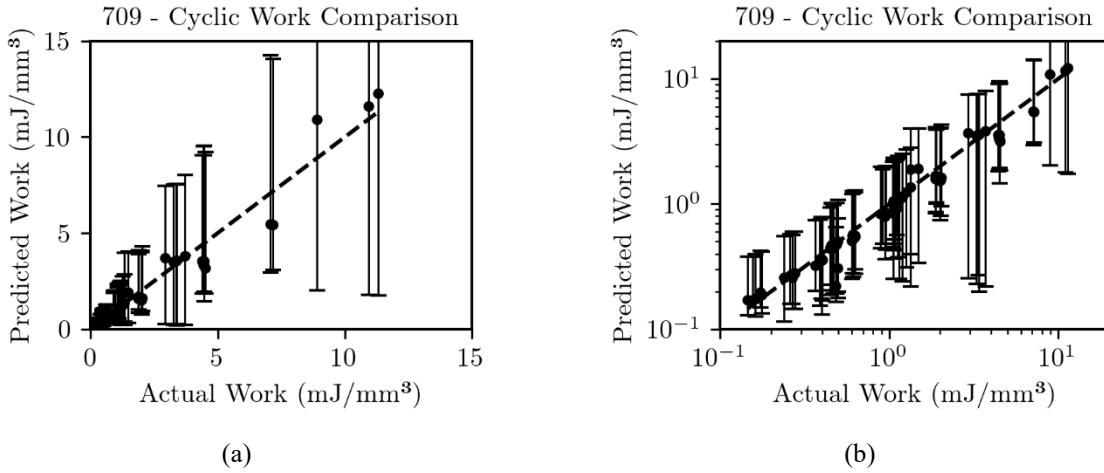 709 - Cyclic Work Comparison
15
10
5
0
0 5 10 15
Predicted Work (mJ/mm³)
Actual Work (mJ/mm³)
(a)
709 - Cyclic Work Comparison
10¹
10⁰
10⁻¹
10⁻¹ 10⁰ 10¹
Predicted Work (mJ/mm³)
Actual Work (mJ/mm³)
(b)